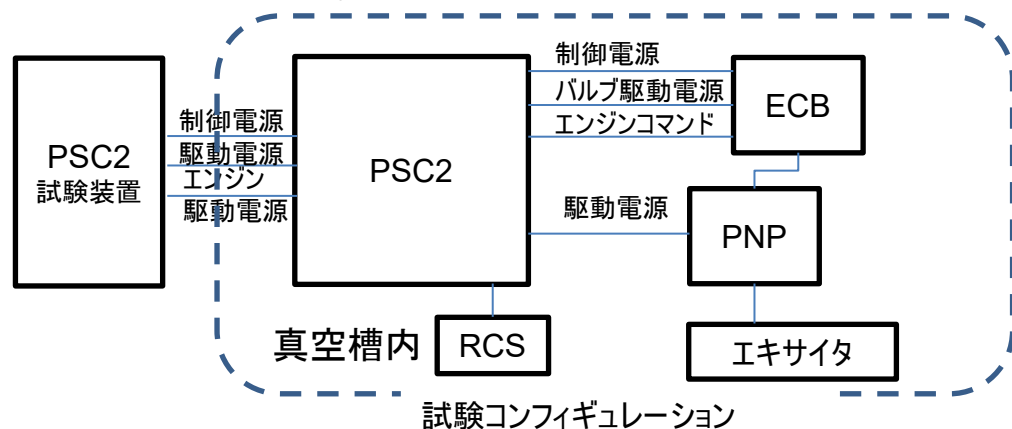 制御電源
バルブ駆動電源
エンジンコマンド
ECB
PSC2
試験装置
制御電源
駆動電源
エンジン
駆動電源
PSC2
駆動電源
PNP
真空槽内
RCS
エキサイタ
試験コンフィギュレーション